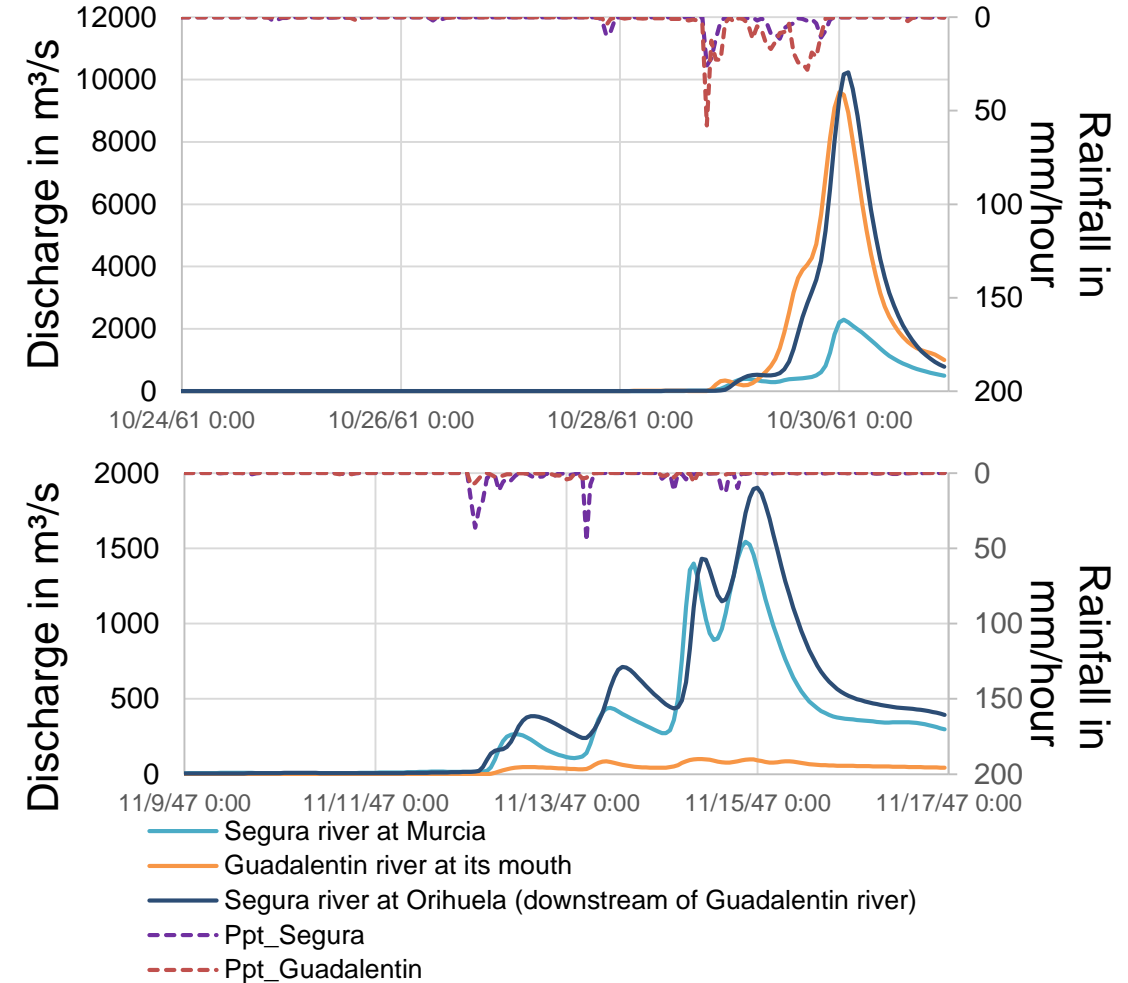 Discharge in m³/s
12000
10000
8000
6000
4000
2000
0
0
50
100
150
200
Rainfall in
mm/hour
10/24/61 0:00
10/26/61 0:00
10/28/61 0:00
10/30/61 0:00
Discharge in m³/s
2000
1500
1000
500
0
0
50
100
150
200
Rainfall in
mm/hour
11/9/47 0:00
11/11/47 0:00
11/13/47 0:00
11/15/47 0:00
11/17/47 0:00
Segura river at Murcia
Guadalentin river at its mouth
Segura river at Orihuela (downstream of Guadalentin river)
Ppt_Segura
Ppt_Guadalentin